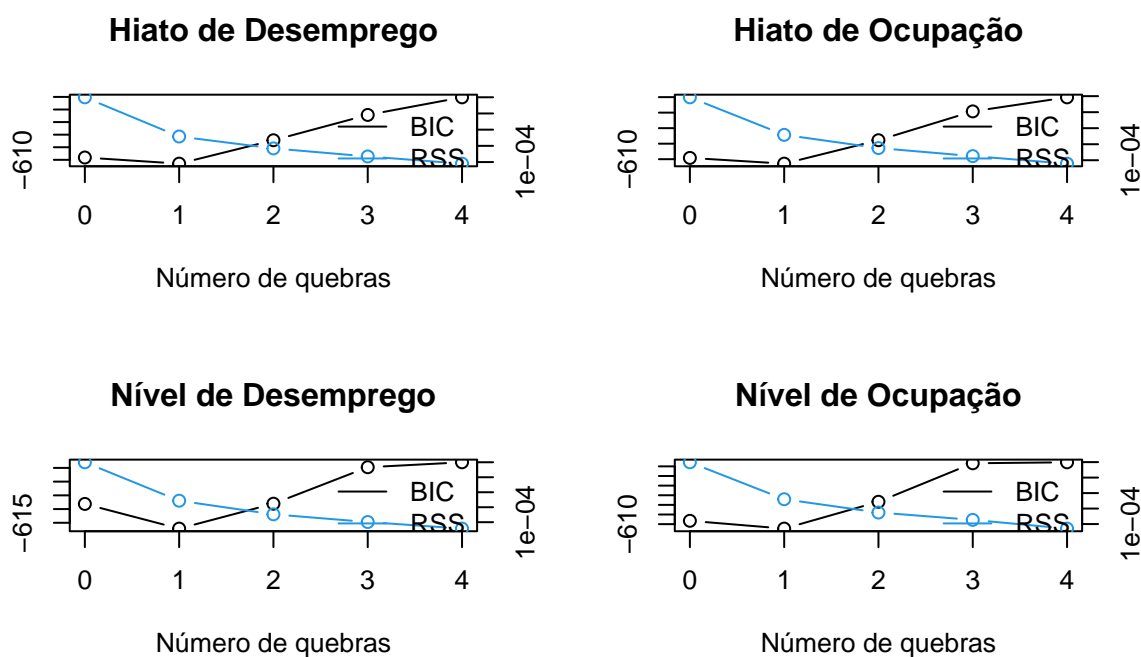 Hiato de Desemprego
−610
BIC
RSS
1e−04
0 1 2 3 4
Número de quebras
Hiato de Ocupação
−610
BIC
RSS
1e−04
0 1 2 3 4
Número de quebras
Nível de Desemprego
−615
BIC
RSS
1e−04
0 1 2 3 4
Número de quebras
Nível de Ocupação
−610
BIC
RSS
1e−04
0 1 2 3 4
Número de quebras